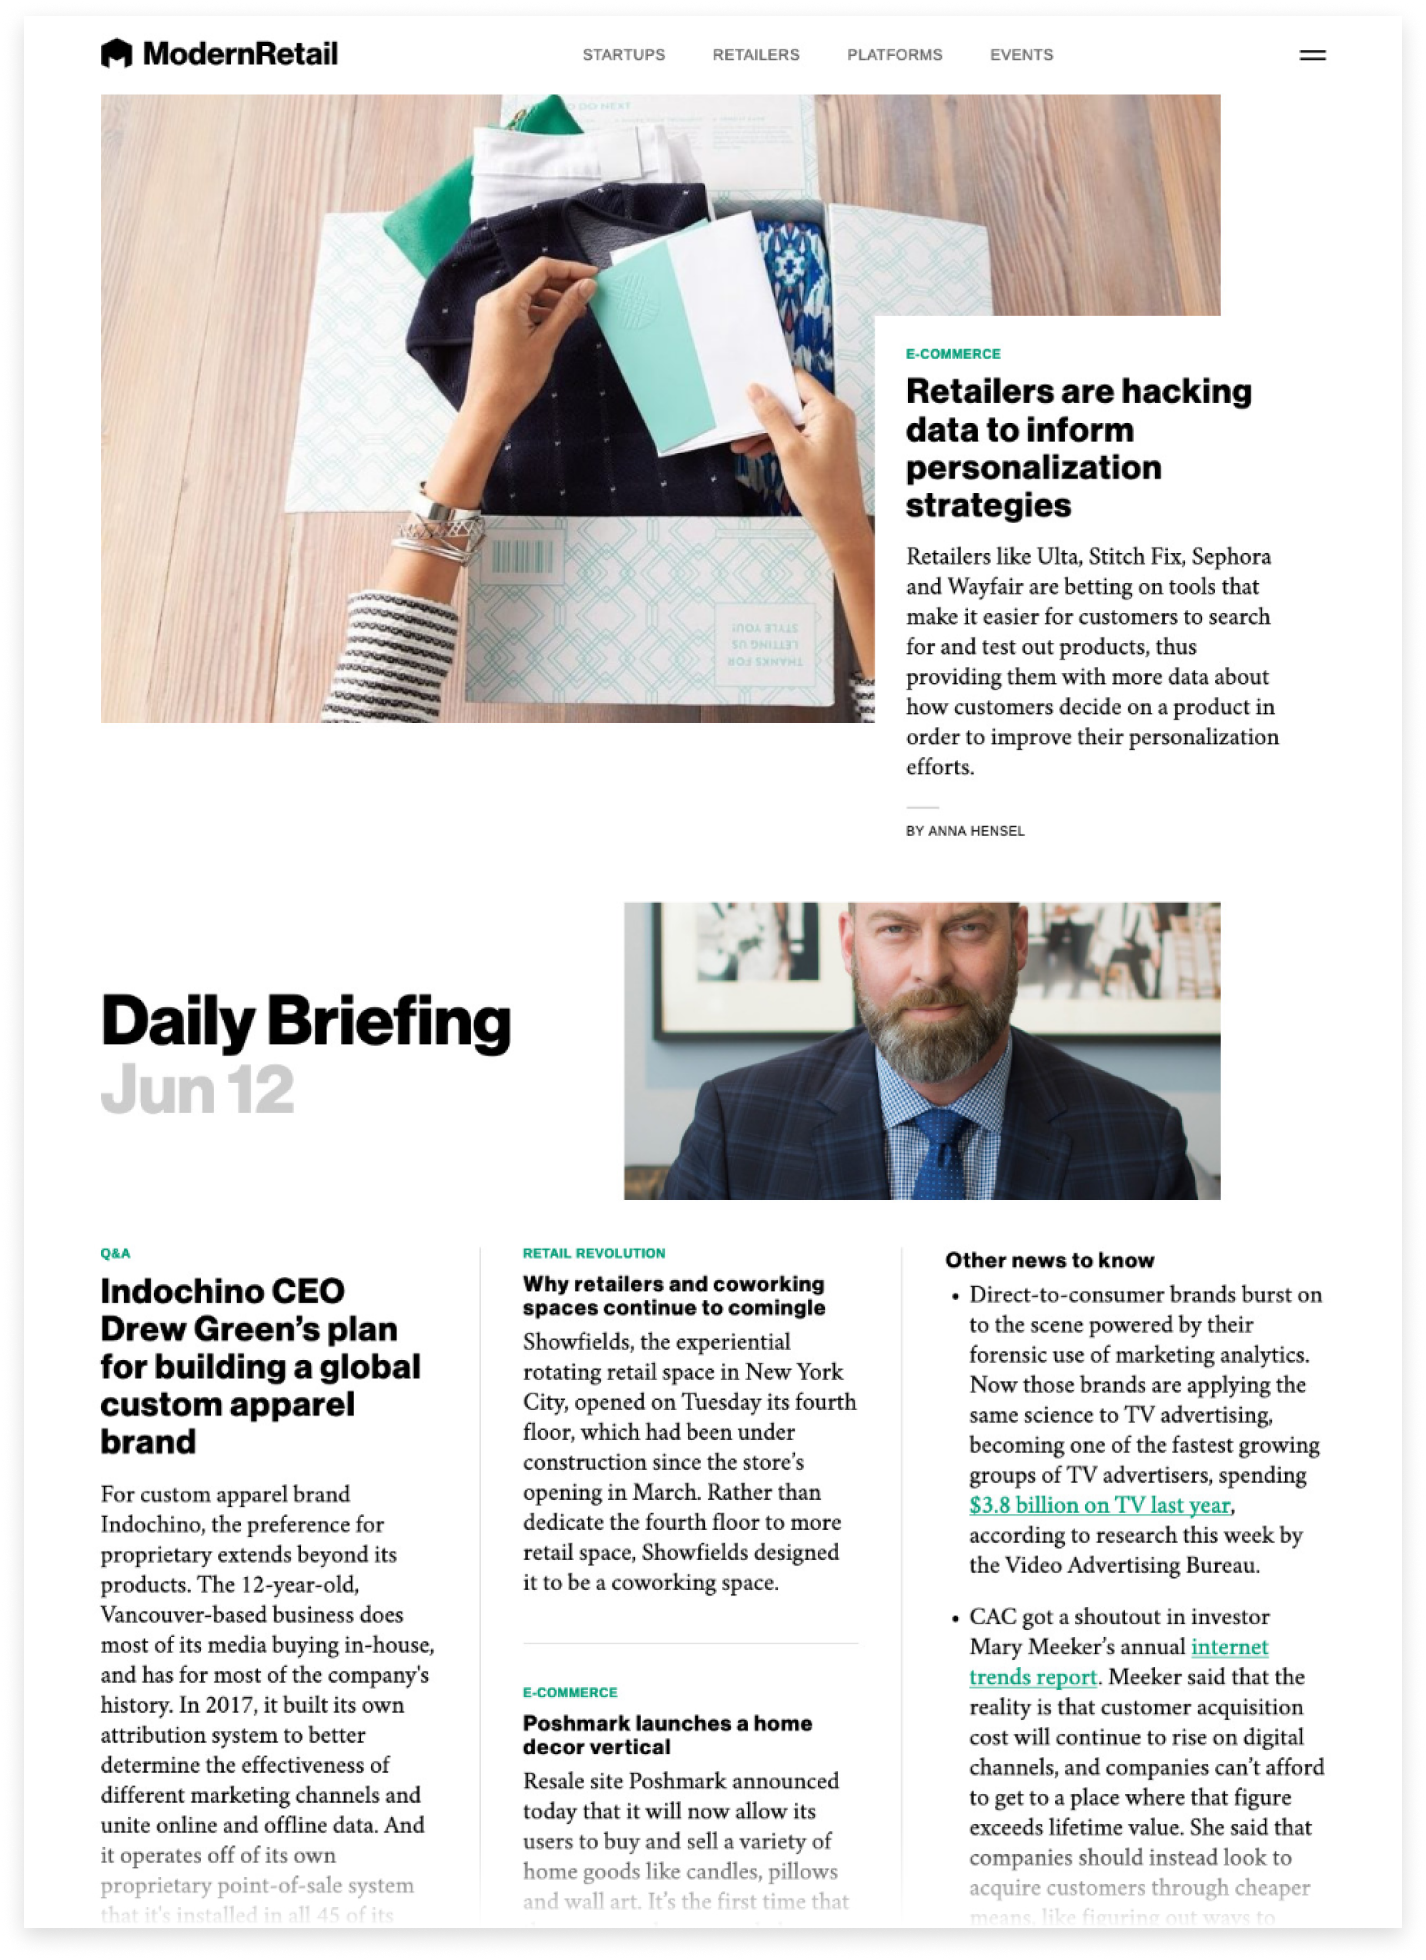 ModernRetail
STARTUPS RETAILERS PLATFORMS EVENTS
O DO NEXT
THANKS FOR
LETTING US
STYLE YOU!
E-COMMERCE
Retailers are hacking
data to inform
personalization
strategies
Retailers like Ulta, Stitch Fix, Sephora
and Wayfair are betting on tools that
make it easier for customers to search
for and test out products, thus
providing them with more data about
how customers decide on a product in
order to improve their personalization
efforts.
BY ANNA HENSEL
Daily Briefing
Jun 12
Q&A
Indochino CEO
Drew Green’s plan
for building a global
custom apparel
brand
For custom apparel brand
Indochino, the preference for
proprietary extends beyond its
products. The 12-year-old,
Vancouver-based business does
most of its media buying in-house,
and has for most of the company's
history. In 2017, it built its own
attribution system to better
determine the effectiveness of
different marketing channels and
unite online and offline data. And
it operates off of its own
proprietary point-of-sale system
that it's installed in all 45 of its
RETAIL REVOLUTION
Why retailers and coworking
spaces continue to comingle
Showfields, the experiential
rotating retail space in New York
City, opened on Tuesday its fourth
floor, which had been under
construction since the store’s
opening in March. Rather than
dedicate the fourth floor to more
retail space, Showfields designed
it to be a coworking space.
E-COMMERCE
Poshmark launches a home
decor vertical
Resale site Poshmark announced
today that it will now allow its
users to buy and sell a variety of
home goods like candles, pillows
and wall art. It’s the first time that
Other news to know
• Direct-to-consumer brands burst on
to the scene powered by their
forensic use of marketing analytics.
Now those brands are applying the
same science to TV advertising,
becoming one of the fastest growing
groups of TV advertisers, spending
$3.8 billion on TV last year,
according to research this week by
the Video Advertising Bureau.
• CAC got a shoutout in investor
Mary Meeker’s annual internet
trends report. Meeker said that the
reality is that customer acquisition
cost will continue to rise on digital
channels, and companies can’t afford
to get to a place where that figure
exceeds lifetime value. She said that
companies should instead look to
acquire customers through cheaper
means, like figuring out ways to